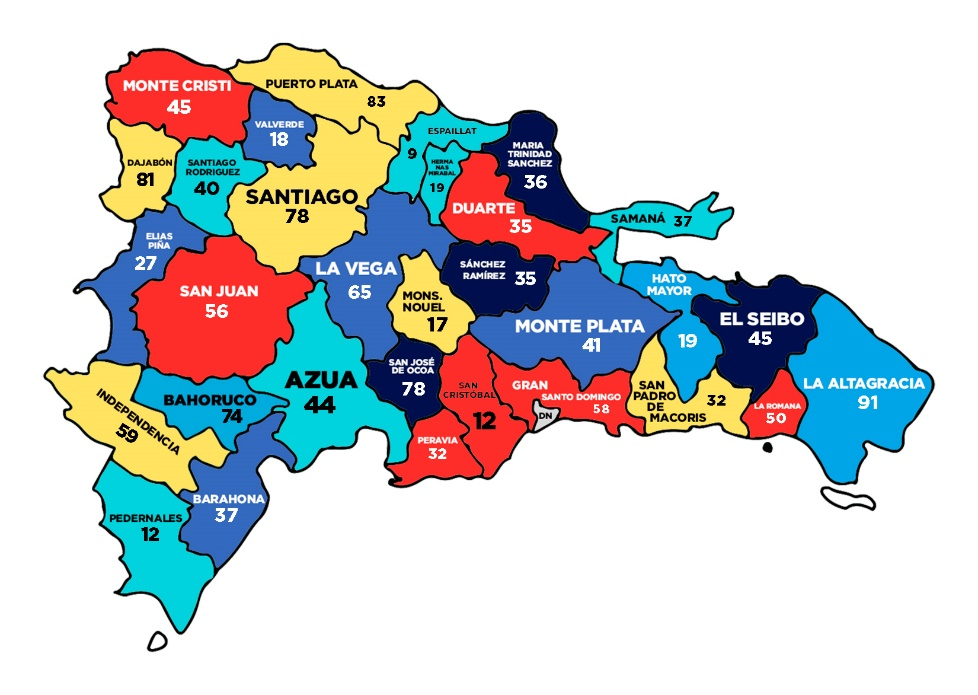 MONTE CRISTI
45
PUERTO PLATA
83
VALVERDE
18
ESPAILLAT
9
MARIA
TRINIDAD
SANCHEZ
36
DAJABÓN
81
SANTIAGO
RODRIGUEZ
40
HERMA
NAS
MIRABAL
19
SANTIAGO
78
DUARTE
35
SAMANÁ 37
ELIAS
PIÑA
27
LA VEGA
65
SÁNCHEZ
RAMÍREZ 35
HATO
MAYOR
19
SAN JUAN
56
MONS.
NOUEL
17
MONTE PLATA
41
EL SEIBO
45
SAN JOSÉ
DE OCOA
78
AZUA
44
LA ALTAGRACIA
91
BAHORUCO
74
SAN
CRISTÓBAL
12
GRAN
SANTO DOMINGO
58
DN
SAN
PADRO
DE
MACORIS
32
LA ROMANA
50
INDEPENDENCIA
59
PERAVIA
32
BARAHONA
37
PEDERNALES
12